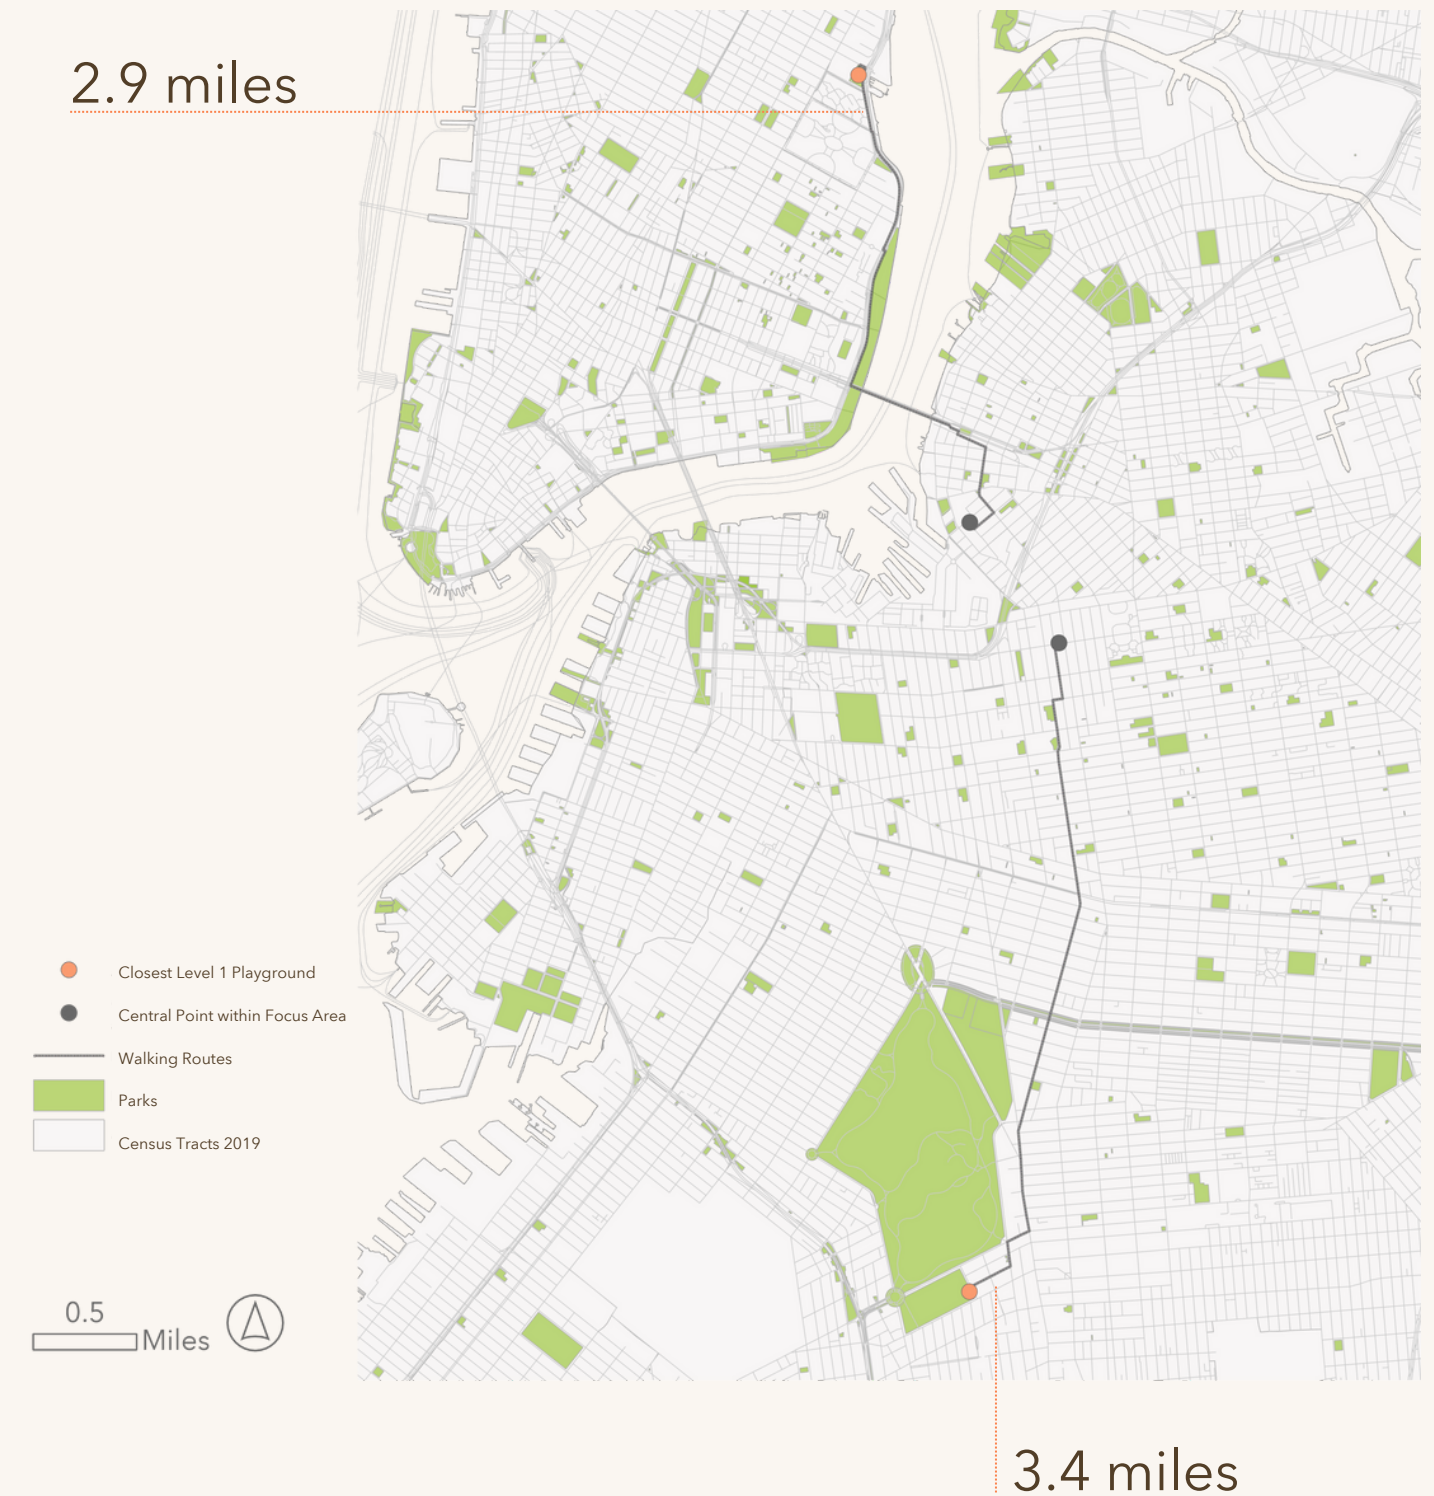 2.9 miles
Closest Level 1 Playground
Central Point within Focus Area
Walking Routes
Parks
Census Tracts 2019
0.5
Miles
3.4 miles